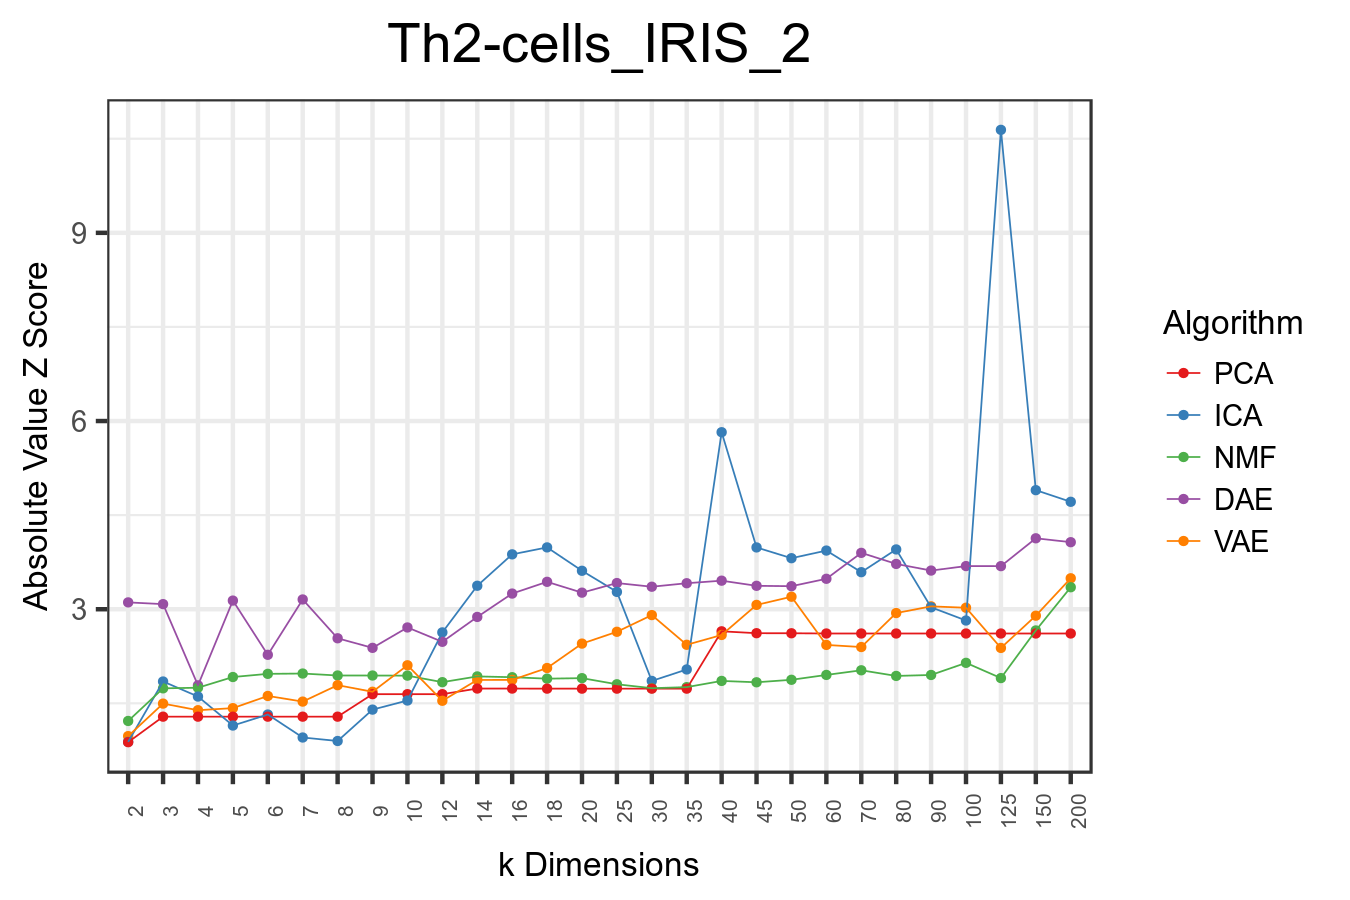 Th2-cells_IRIS_2
Absolute Value Z Score
9
6
3
2 3 4 5 6 7 8 9 10 12 14 16 18 20 25 30 35 40 45 50 60 70 80 90 100 125 150 200
k Dimensions
Algorithm
PCA
ICA
NMF
DAE
VAE